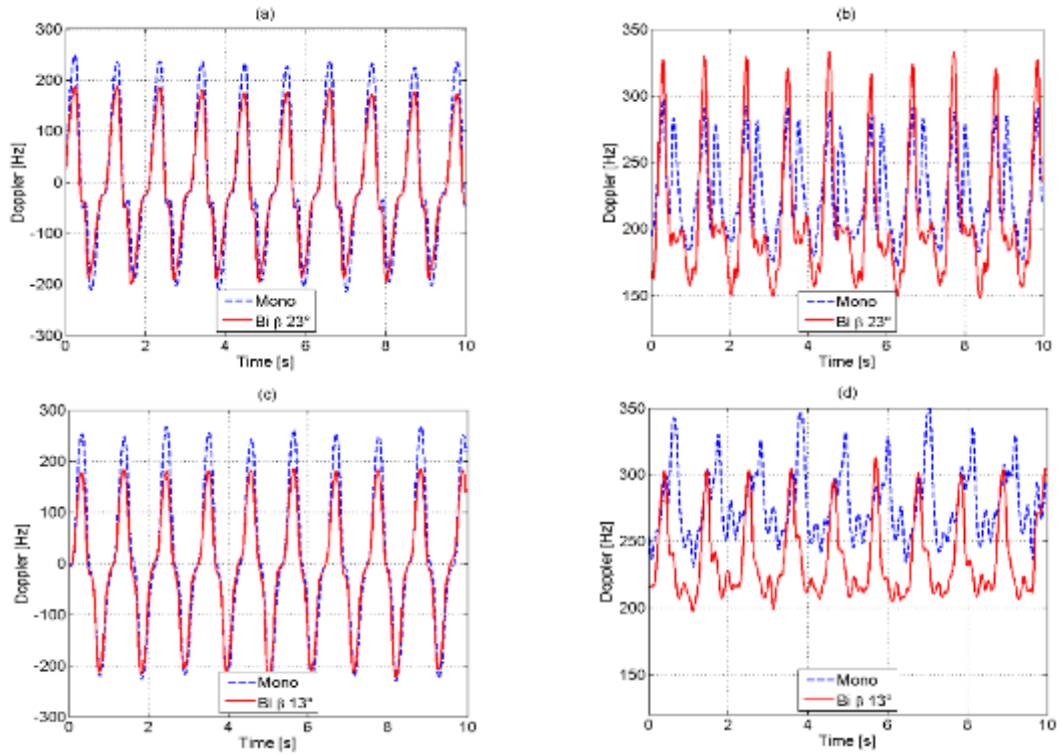 (a)
300
200
100
0
-100
-200
-300
Doppler [Hz]
Mono
Bi β 23°
0 2 4 6 8 10
Time [s]
(b)
350
300
250
200
150
Doppler [Hz]
Mono
Bi β 23°
0 2 4 6 8 10
Time [s]
(c)
300
200
100
0
-100
-200
-300
Doppler [Hz]
Mono
Bi β 13°
0 2 4 6 8 10
Time [s]
(d)
350
300
250
200
150
Doppler [Hz]
Mono
Bi β 13°
0 2 4 6 8 10
Time [s]